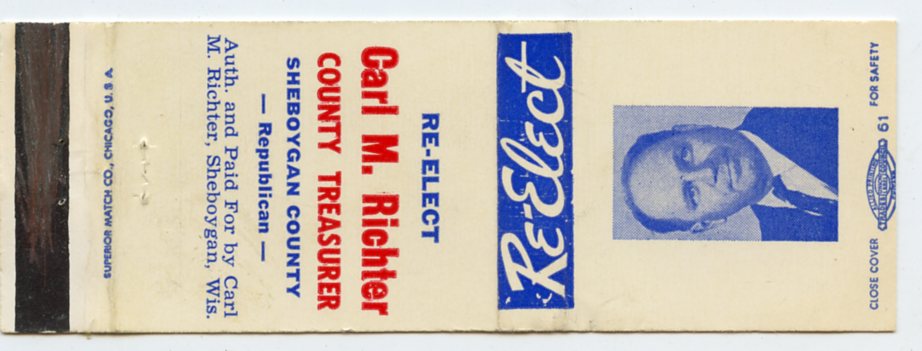 RE-ELECT
Carl M. Richter
COUNTY TREASURER
SHEBOYGAN COUNTY
— Republican —
Auth. and Paid For by Carl
M. Richter, Sheboygan, Wis.
SUPERIOR MATCH CO., CHICAGO, U.S.A
Re-Elect
CLOSE COVER
61
FOR SAFETY